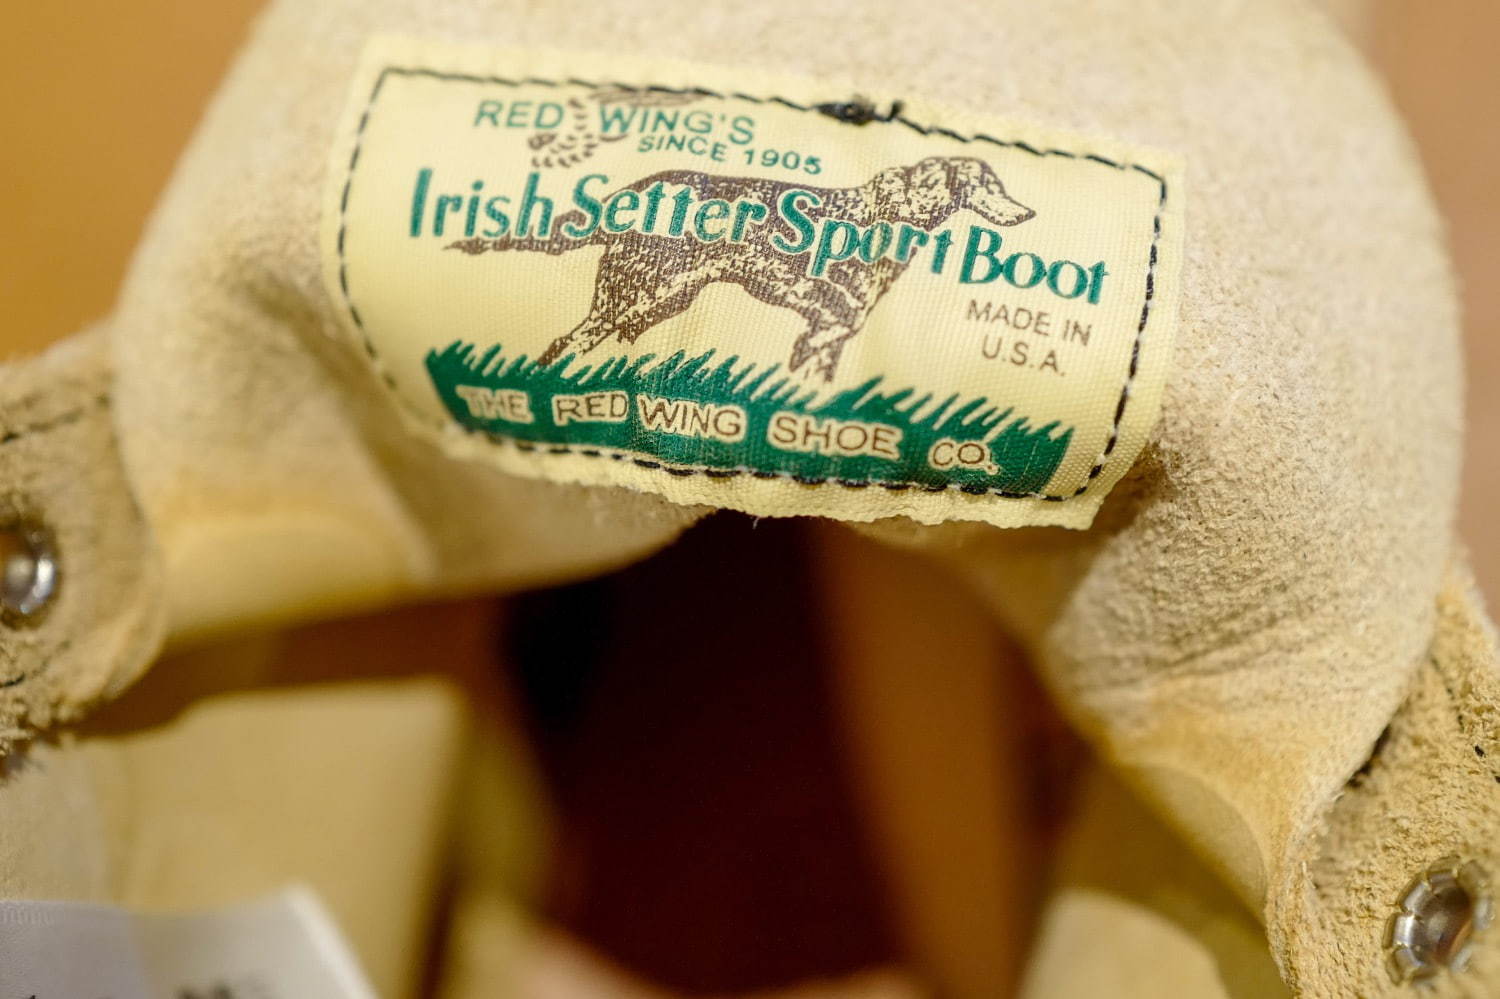 RED WING'S
SINCE 1905
Irish Setter Sport Boot
MADE IN
U.S.A.
THE RED WING SHOE CO.